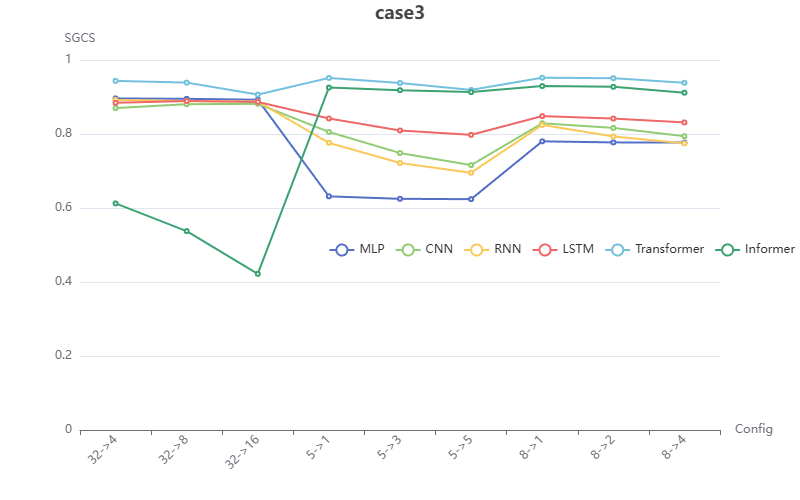 case3
SGCS
1
0.8
0.6
0.4
0.2
0
MLP CNN RNN LSTM Transformer Informer
32->4 32->8 32->16 5->1 5->3 5->5 8->1 8->2 8->4
Config